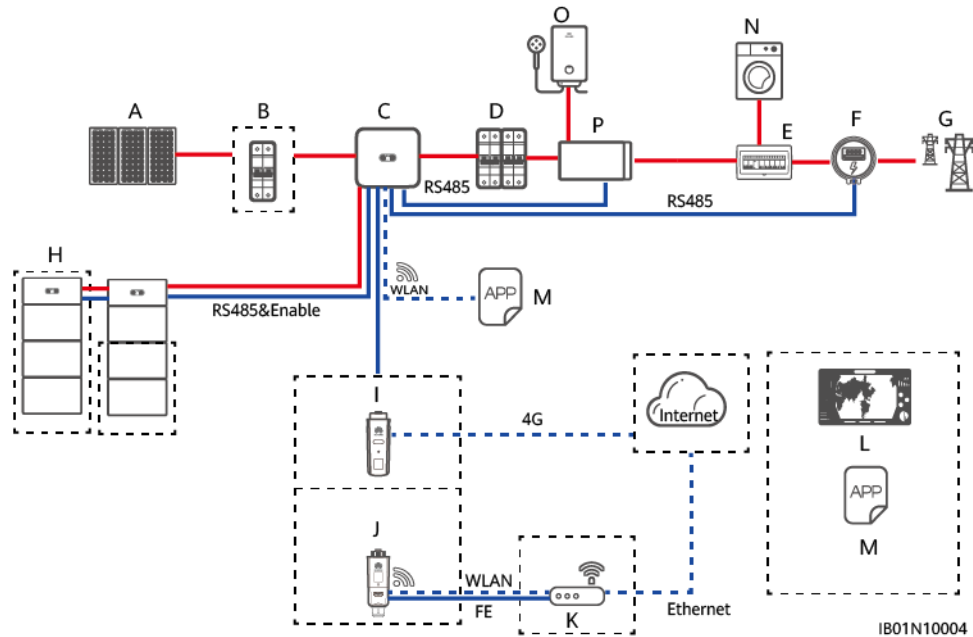 O
N
A
B
C
D
P
E
F
G
RS485
RS485
H
WLAN
APP
M
RS485&Enable
I
4G
Internet
L
J
APP
M
WLAN
FE
K
Ethernet
IB01N10004